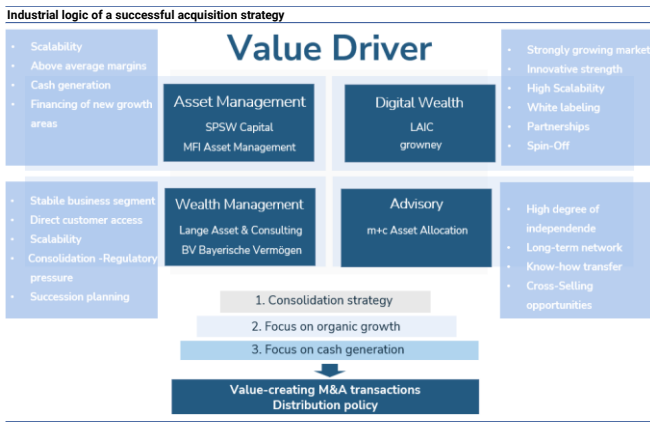 Industrial logic of a successful acquisition strategy
Value Driver
• Scalability
• Above average margins
• Cash generation
• Financing of new growth
areas
Asset Management
SPSW Capital
MFI Asset Management
Digital Wealth
LAIC
growney
• Strongly growing market
• Innovative strength
• High Scalability
• White labeling
• Partnerships
• Spin-Off
• Stabile business segment
• Direct customer access
• Scalability
• Consolidation -Regulatory
pressure
• Succession planning
Wealth Management
Lange Asset & Consulting
BV Bayerische Vermögen
Advisory
m+c Asset Allocation
• High degree of
independende
• Long-term network
• Know-how transfer
• Cross-Selling
opportunities
1. Consolidation strategy
2. Focus on organic growth
3. Focus on cash generation
Value-creating M&A transactions
Distribution policy